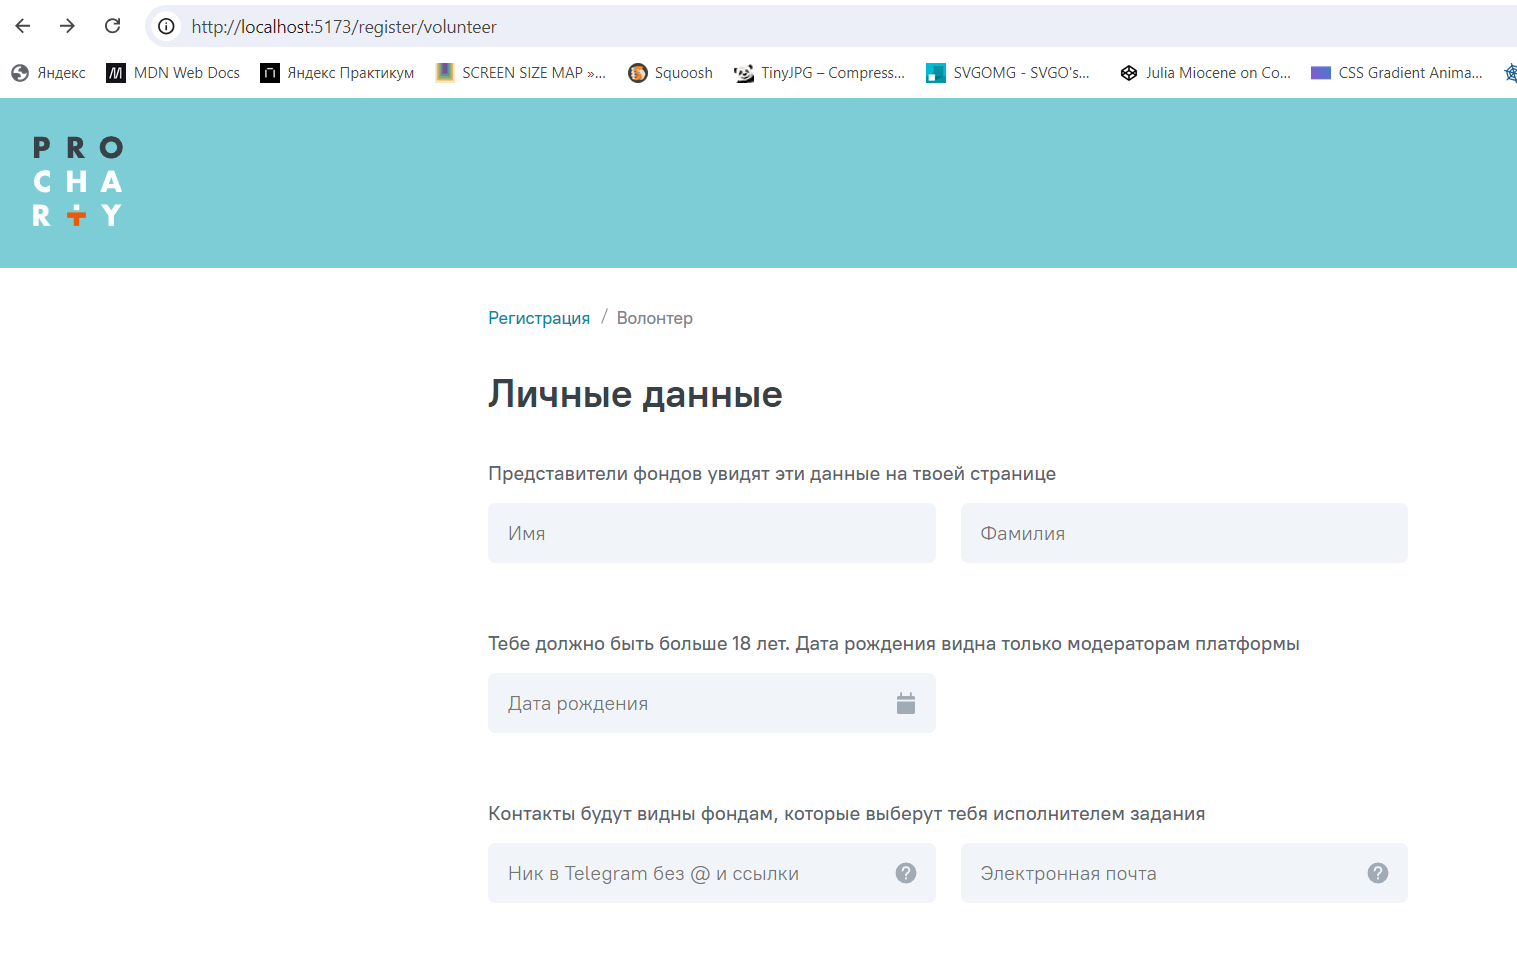 http://localhost:5173/register/volunteer
Яндекс MDN Web Docs Яндекс Практикум SCREEN SIZE MAP »... Squoosh TinyJPG – Compress... SVGOMG - SVGO's... Julia Miocene on Co... CSS Gradient Anima...
PRO
CHA
RITY
Регистрация / Волонтер
Личные данные
Представители фондов увидят эти данные на твоей странице
Имя Фамилия
Тебе должно быть больше 18 лет. Дата рождения видна только модераторам платформы
Дата рождения
Контакты будут видны фондам, которые выберут тебя исполнителем задания
Ник в Telegram без @ и ссылки ? Электронная почта ?